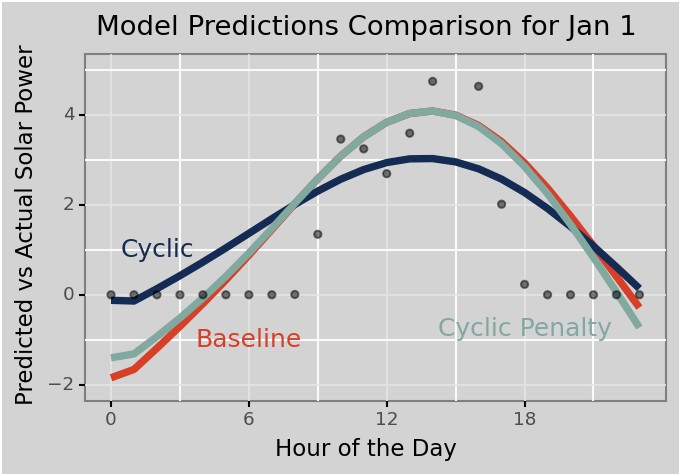 Model Predictions Comparison for Jan 1
Predicted vs Actual Solar Power
4
2
0
−2
Cyclic
Baseline
Cyclic Penalty
0 6 12 18
Hour of the Day